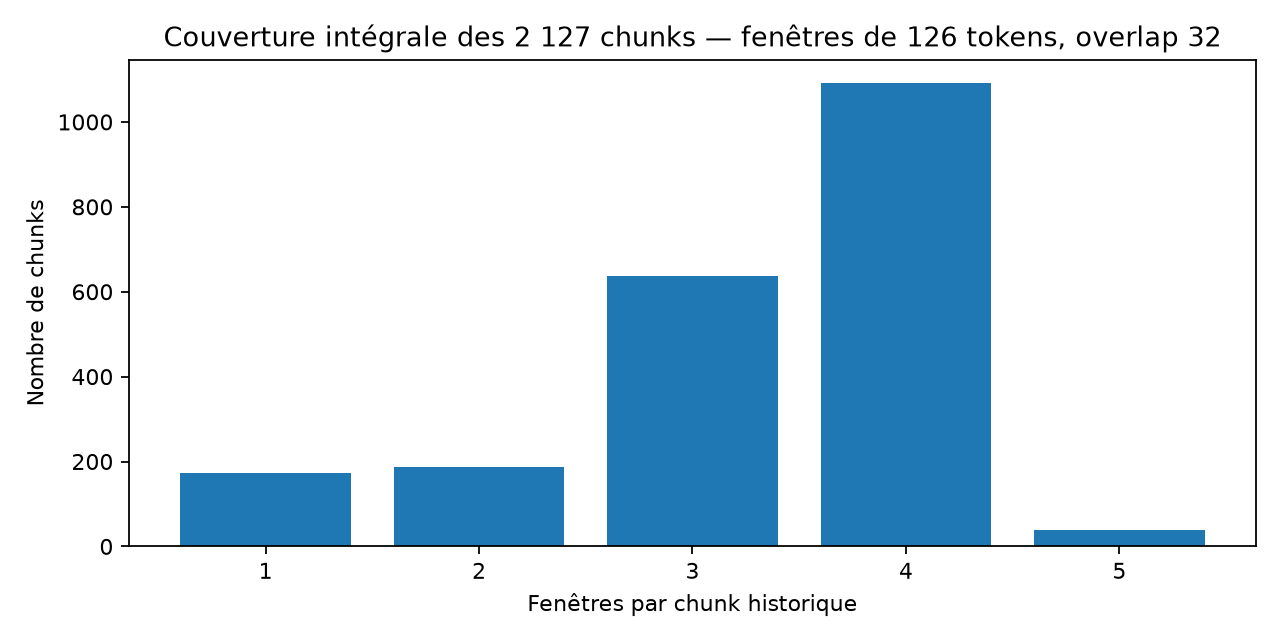 Couverture intégrale des 2 127 chunks — fenêtres de 126 tokens, overlap 32
Nombre de chunks
1000
800
600
400
200
0
1 2 3 4 5
Fenêtres par chunk historique